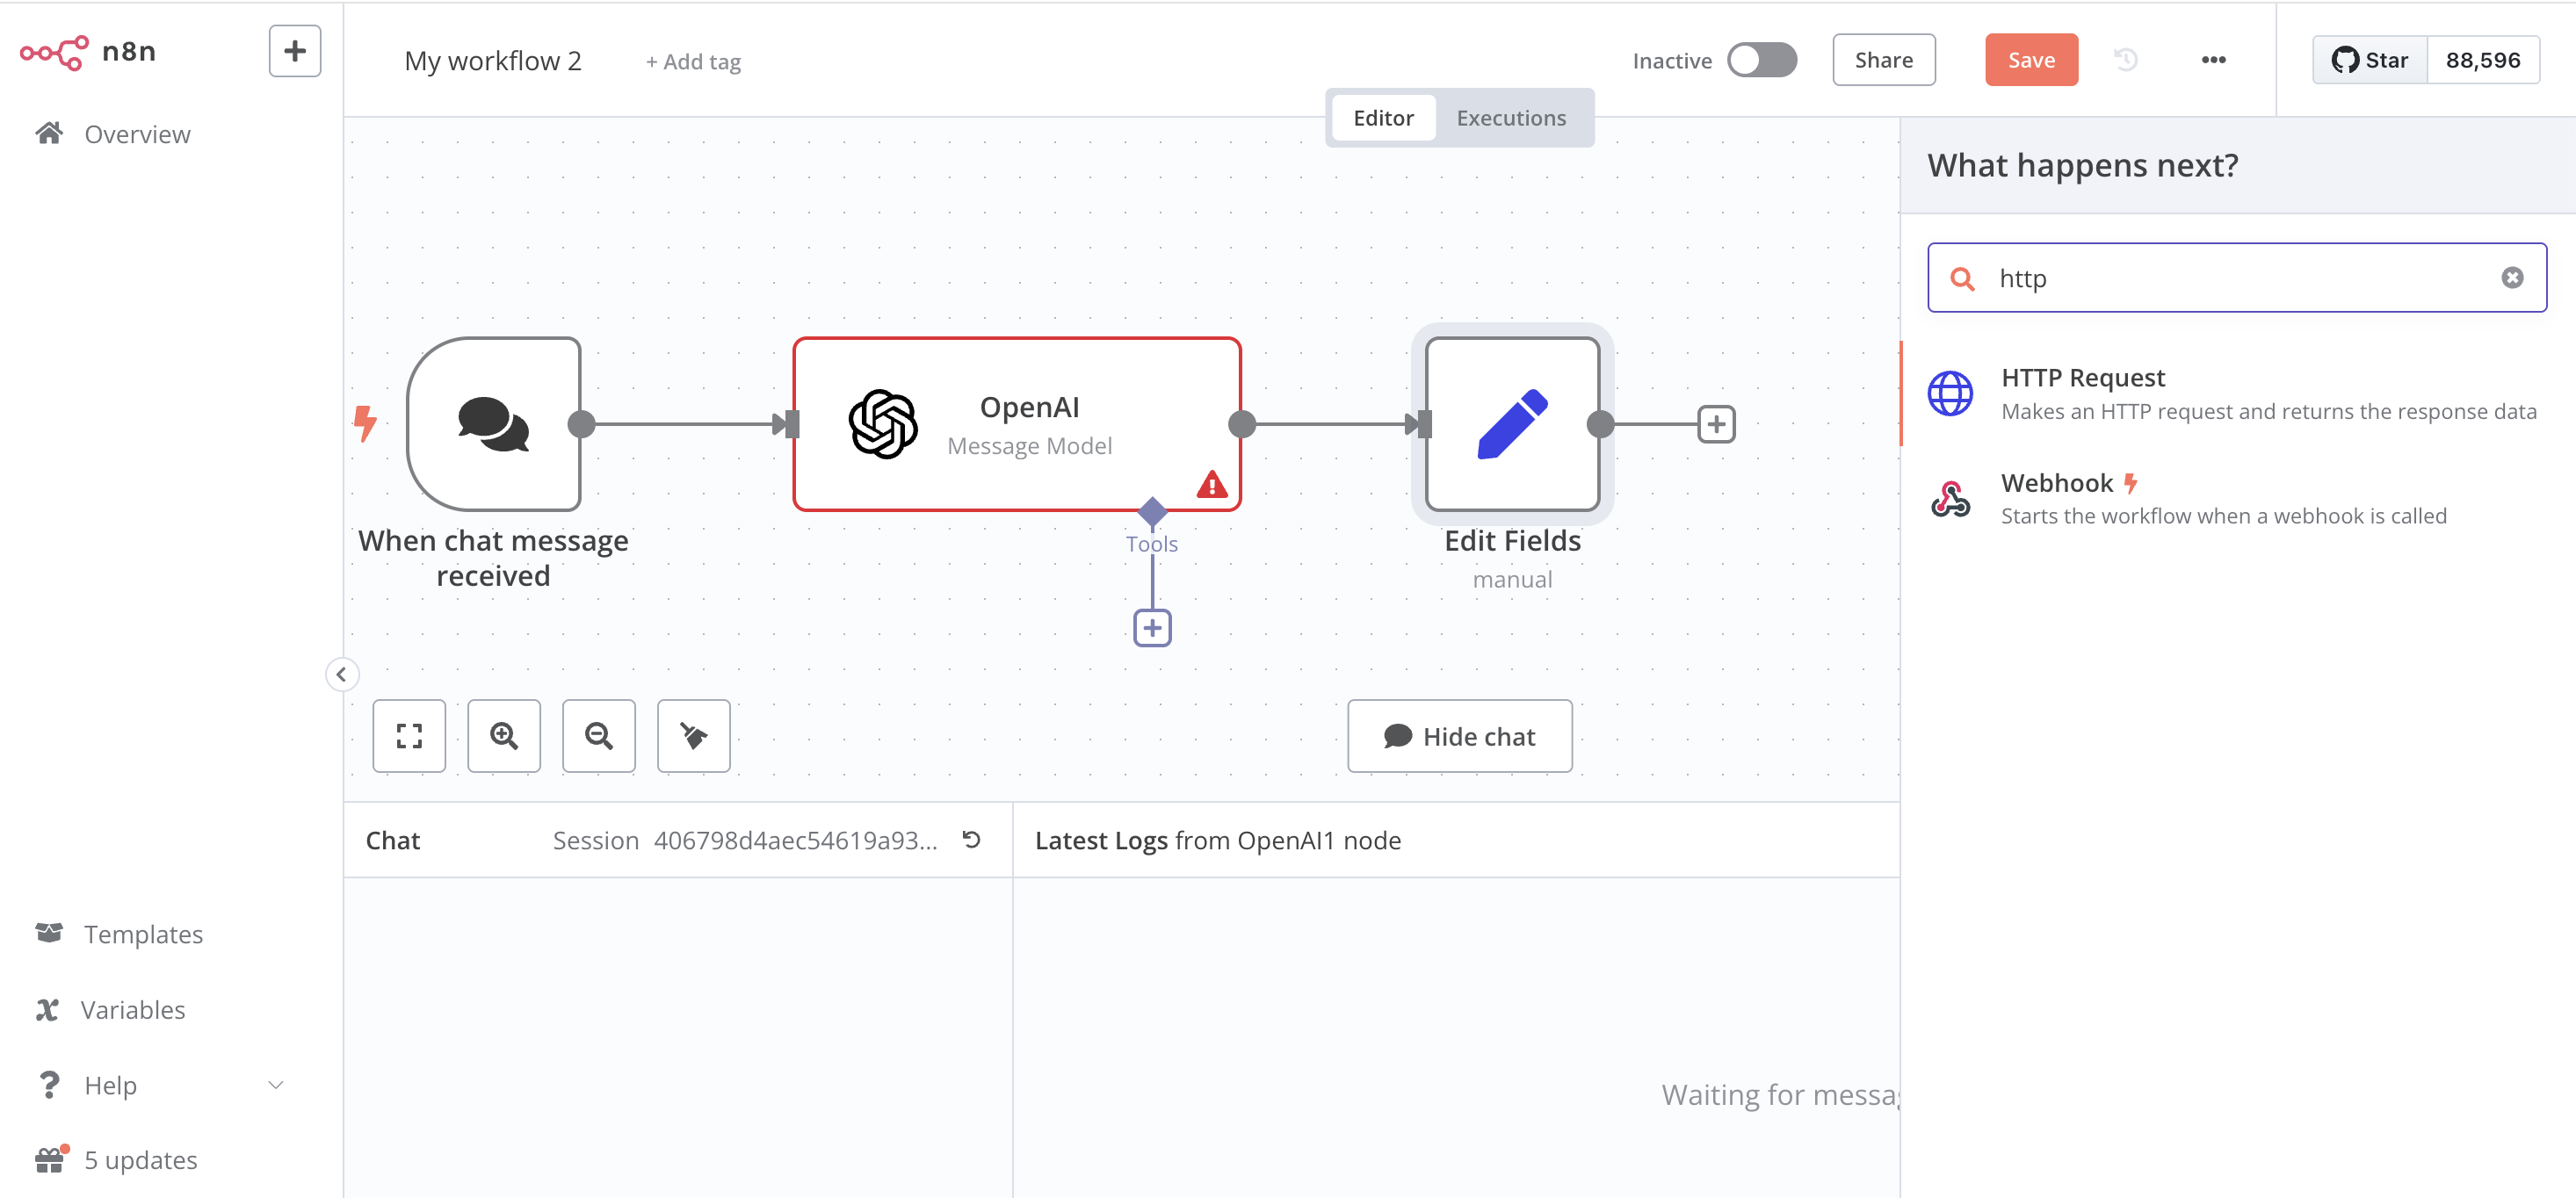 n8n
Overview
Templates
Variables
Help
5 updates
My workflow 2
+ Add tag
Inactive
Share
Save
Star
88,596
Editor
Executions
When chat message
received
OpenAI
Message Model
Tools
Edit Fields
manual
Hide chat
Chat
Session 406798d4aec54619a93...
Latest Logs from OpenAI1 node
Waiting for messag
What happens next?
http
HTTP Request
Makes an HTTP request and returns the response data
Webhook
Starts the workflow when a webhook is called